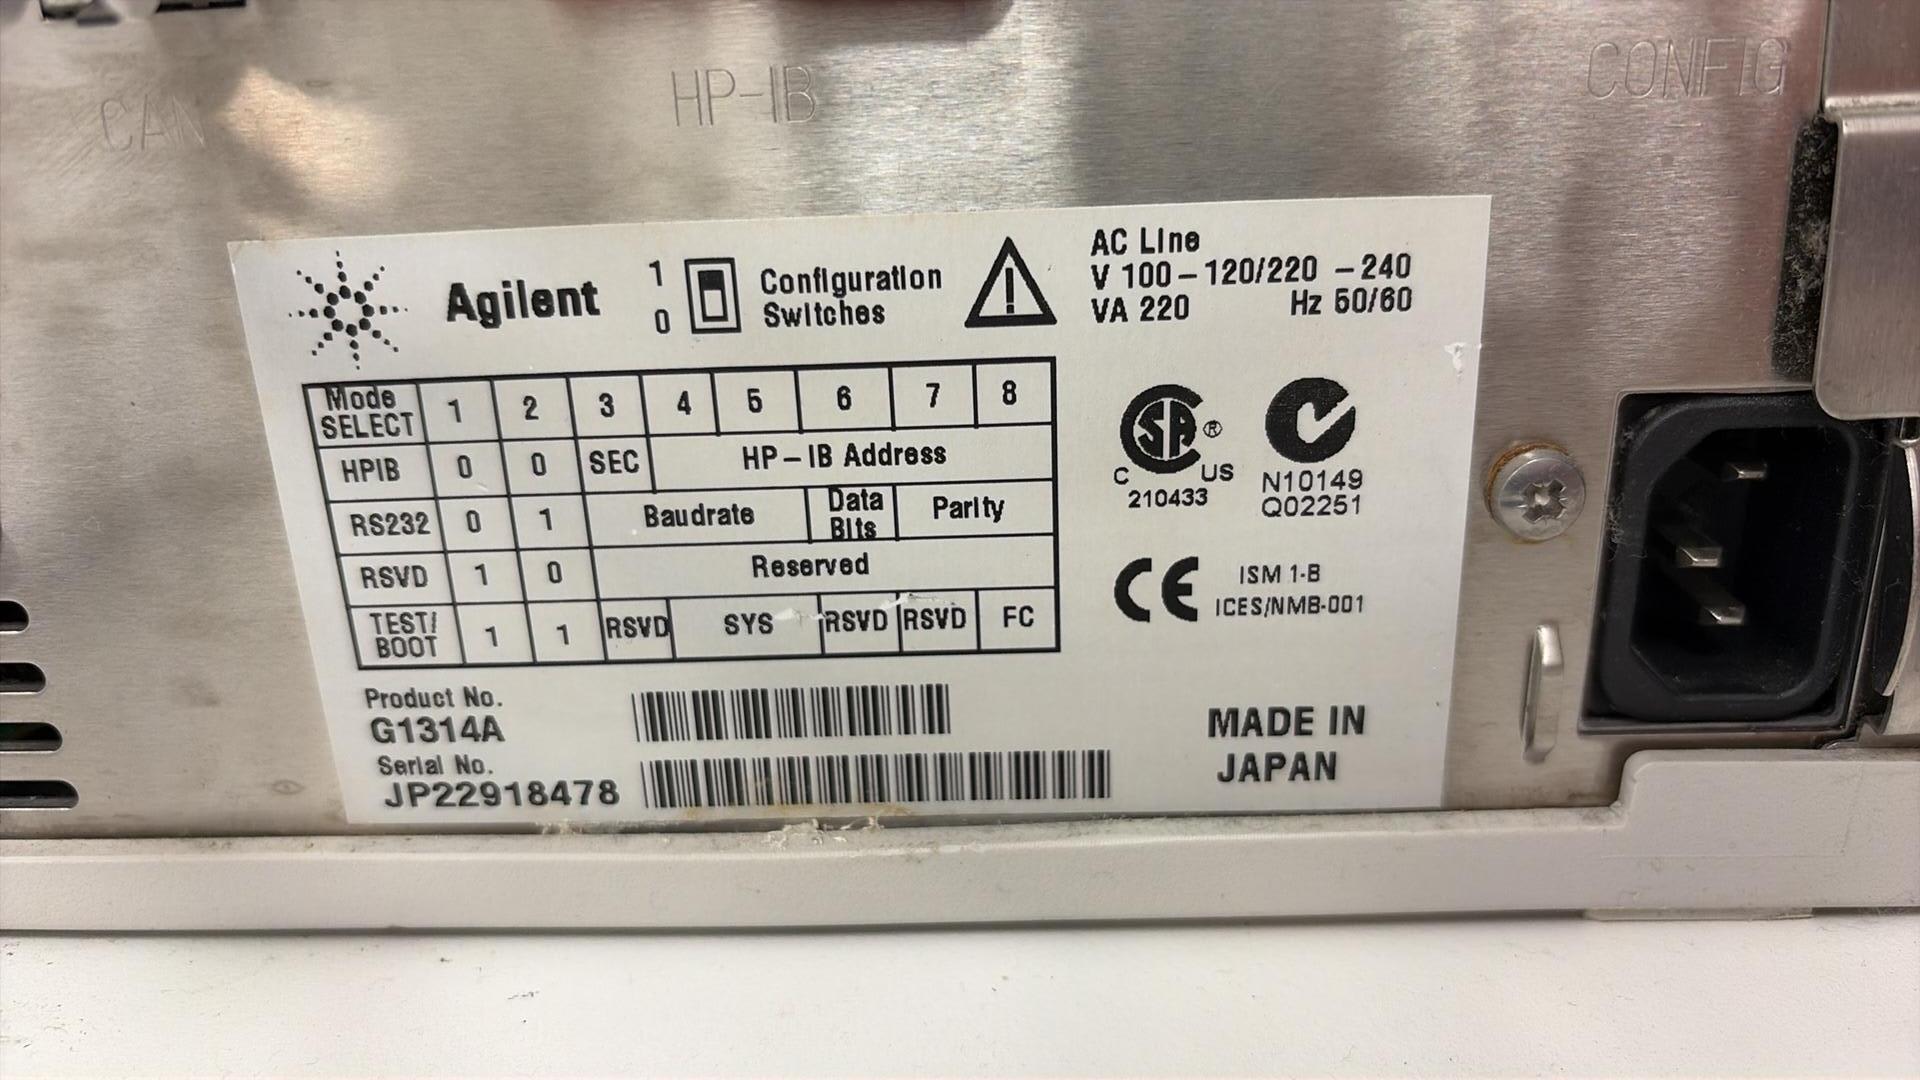 CAN
HP-IB
CONFIG
Agilent
1
0
Configuration
Switches
AC Line
V 100-120/220 -240
VA 220 Hz 50/60
Mode
SELECT 1 2 3 4 5 6 7 8
HPIB 0 0 SEC HP-IB Address
RS232 0 1 Baudrate Data Bits Parity
RSVD 1 0 Reserved
TEST/
BOOT 1 1 RSVD SYS RSVD RSVD FC
SA ®
C US
210433
N10149
Q02251
CE ISM 1-B
ICES/NMB-001
Product No.
G1314A
Serial No.
JP22918478
MADE IN
JAPAN